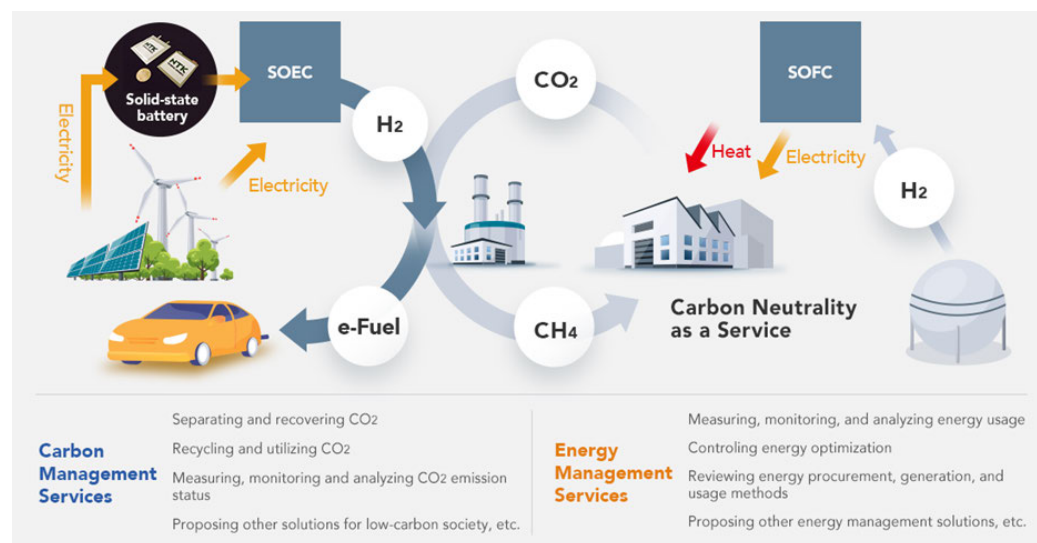 NTK
NTK
Solid-state
battery
SOEC
CO2
SOFC
Electricity
H2
Heat
Electricity
Electricity
H2
e-Fuel
CH4
Carbon Neutrality
as a Service
Carbon
Management
Services
Separating and recovering CO2
Recycling and utilizing CO2
Measuring, monitoring and analyzing CO2 emission
status
Proposing other solutions for low-carbon society, etc.
Energy
Management
Services
Measuring, monitoring, and analyzing energy usage
Controling energy optimization
Reviewing energy procurement, generation, and
usage methods
Proposing other energy management solutions, etc.